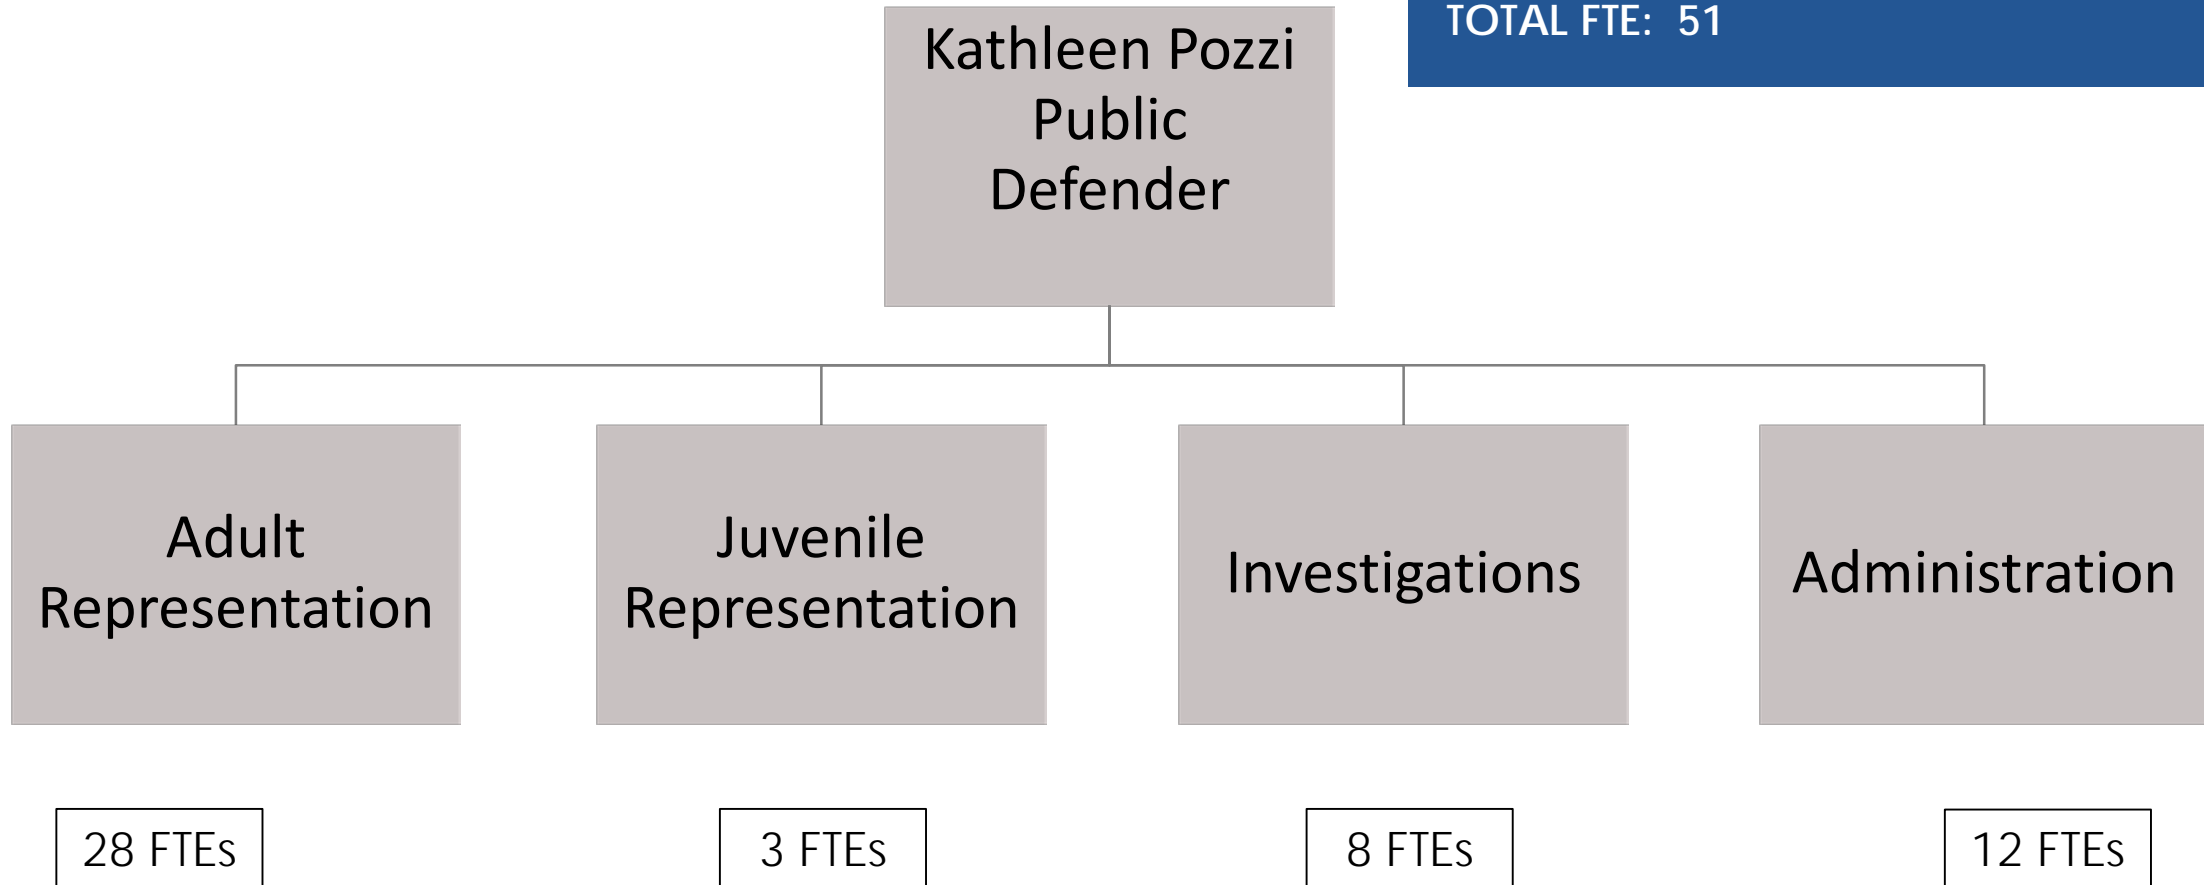 TOTAL FTE: 51
Kathleen Pozzi
Public
Defender
Adult
Representation
Juvenile
Representation
Investigations
Administration
28 FTEs
3 FTEs
8 FTEs
12 FTEs